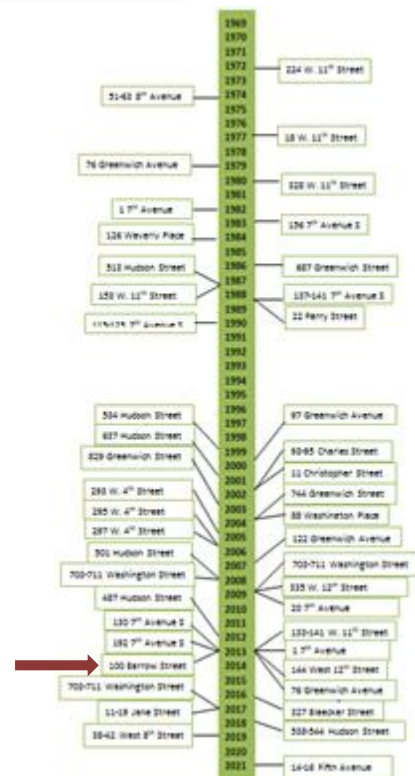 1969
1970
1971
1972
1973
1974
1975
1976
1977
1978
1979
1980
1981
1982
1983
1984
1985
1986
1987
1988
1989
1990
1991
1992
1993
1994
1995
1996
1997
1998
1999
2000
2001
2002
2003
2004
2005
2006
2007
2008
2009
2010
2011
2012
2013
2014
2015
2016
2017
2018
2019
2020
2021
51-63 8th Avenue
76 Greenwich Avenue
1 7th Avenue
126 Waverly Place
513 Hudson Street
158 W. 11th Street
7th Avenue S
534 Hudson Street
637 Hudson Street
829 Greenwich Street
293 W. 4th Street
295 W. 4th Street
297 W. 4th Street
501 Hudson Street
703-711 Washington Street
487 Hudson Street
130 7th Avenue S
192 7th Avenue S
100 Barrow Street
703-711 Washington Street
11-19 Jane Street
38-42 West 8th Street
224 W. 11th Street
18 W. 11th Street
328 W. 11th Street
156 7th Avenue S
687 Greenwich Street
137-141 7th Avenue S
22 Perry Street
97 Greenwich Avenue
93-95 Charles Street
11 Christopher Street
744 Greenwich Street
88 Washington Place
122 Greenwich Avenue
703-711 Washington Street
335 W. 12th Street
20 7th Avenue
133-141 W. 11th Street
1 7th Avenue
144 West 12th Street
76 Greenwich Avenue
327 Bleecker Street
538-544 Hudson Street
14-16 Fifth Avenue